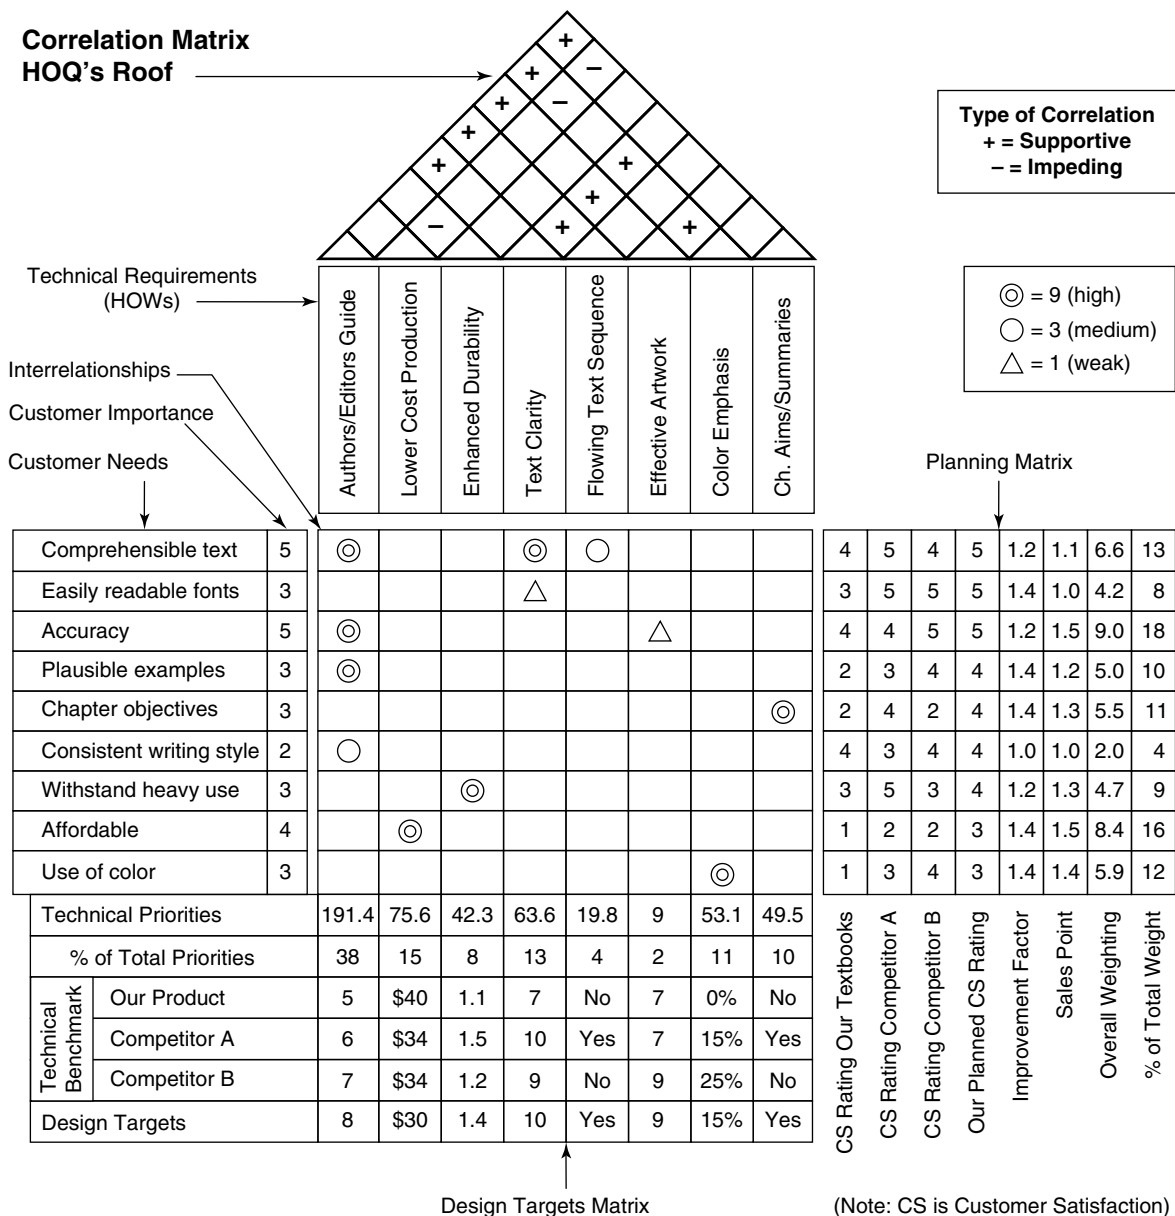 Correlation Matrix
HOQ's Roof
+
+ –
+ –
+
+ +
+
– + +
Type of Correlation
+ = Supportive
– = Impeding
Technical Requirements
(HOWs)
= 9 (high)
= 3 (medium)
= 1 (weak)
Interrelationships
Customer Importance
Customer Needs
Authors/Editors Guide
Lower Cost Production
Enhanced Durability
Text Clarity
Flowing Text Sequence
Effective Artwork
Color Emphasis
Ch. Aims/Summaries
Planning Matrix
Comprehensible text 5 4 5 4 5 1.2 1.1 6.6 13
Easily readable fonts 3 3 5 5 5 1.4 1.0 4.2 8
Accuracy 5 4 4 5 5 1.2 1.5 9.0 18
Plausible examples 3 2 3 4 4 1.4 1.2 5.0 10
Chapter objectives 3 2 4 2 4 1.4 1.3 5.5 11
Consistent writing style 2 4 3 4 4 1.0 1.0 2.0 4
Withstand heavy use 3 3 5 3 4 1.2 1.3 4.7 9
Affordable 4 1 2 2 3 1.4 1.5 8.4 16
Use of color 3 1 3 4 3 1.4 1.4 5.9 12
Technical Priorities 191.4 75.6 42.3 63.6 19.8 9 53.1 49.5
% of Total Priorities 38 15 8 13 4 2 11 10
Technical
Benchmark
Our Product 5 $40 1.1 7 No 7 0% No
Competitor A 6 $34 1.5 10 Yes 7 15% Yes
Competitor B 7 $34 1.2 9 No 9 25% No
Design Targets 8 $30 1.4 10 Yes 9 15% Yes
CS Rating Our Textbooks
CS Rating Competitor A
CS Rating Competitor B
Our Planned CS Rating
Improvement Factor
Sales Point
Overall Weighting
% of Total Weight
Design Targets Matrix
(Note: CS is Customer Satisfaction)